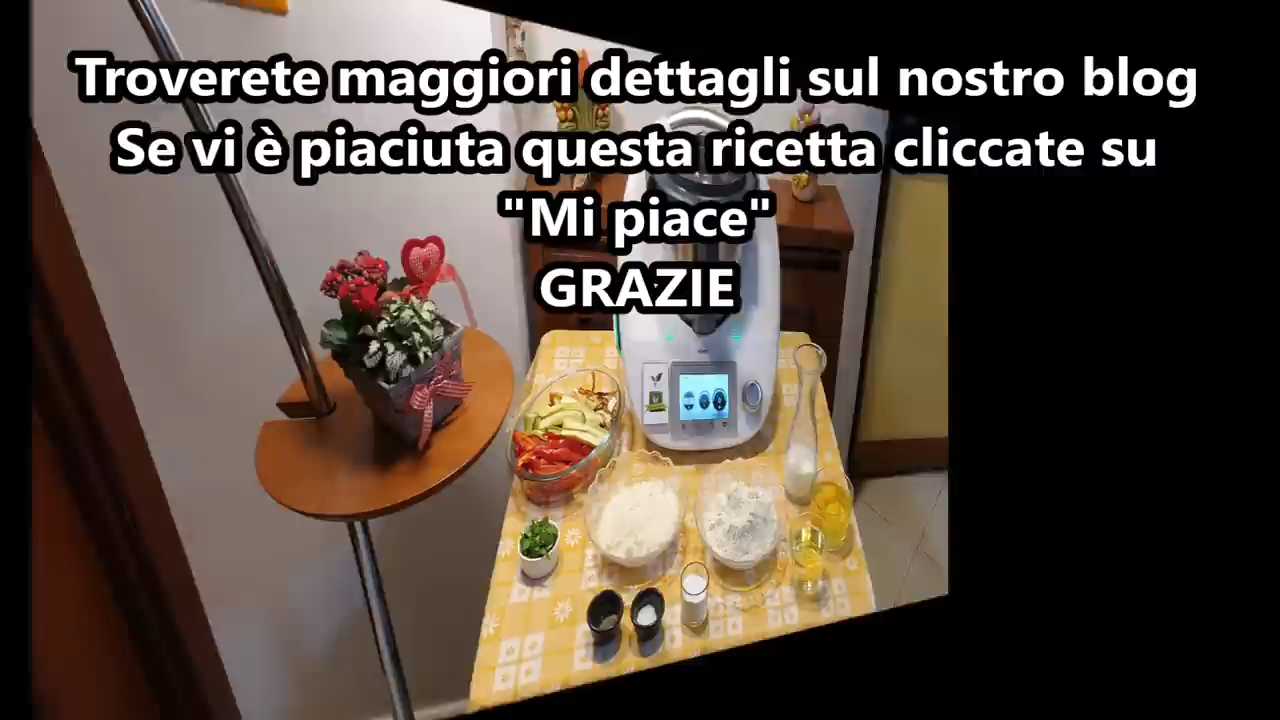 Troverete maggiori dettagli sul nostro blog
Se vi è piaciuta questa ricetta cliccate su
"Mi piace"
GRAZIE